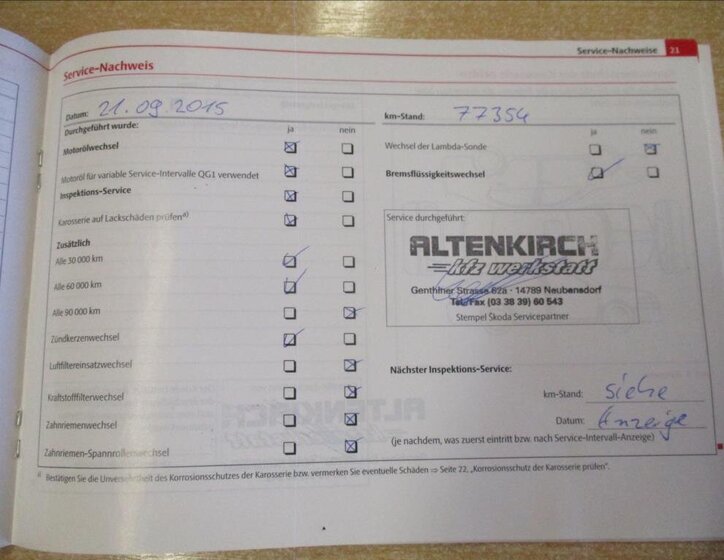 Service-Nachweise 21
Service-Nachweis
Datum: 21.09.2015
km-Stand: 77354
Durchgeführt wurde: ja nein
ja nein
Motorölwechsel
Wechsel der Lambda-Sonde
Motoröl für variable Service-Intervalle QG1 verwendet
Bremsflüssigkeitswechsel
Inspektions-Service
Karosserie auf Lackschäden prüfen a)
Zusätzlich
Alle 30 000 km
Alle 60 000 km
Alle 90 000 km
Zündkerzenwechsel
Luftfiltereinsatzwechsel
Kraftstofffilterwechsel
Zahnriemenwechsel
Zahnriemen-Spannrollenwechsel
Service durchgeführt:
ALTENKIRCH
kfz werkstatt
Genthiner Strasse 62a · 14789 Neubensdorf
Tel./Fax (03 38 39) 60 543
Stempel Škoda Servicepartner
Nächster Inspektions-Service:
km-Stand: siehe
Datum: Anzeige
(je nachdem, was zuerst eintritt bzw. nach Service-Intervall-Anzeige)
a) Bestätigen Sie die Unversehrtheit des Korrosionsschutzes der Karosserie bzw. vermerken Sie eventuelle Schäden ⇒ Seite 22, „Korrosionsschutz der Karosserie prüfen".